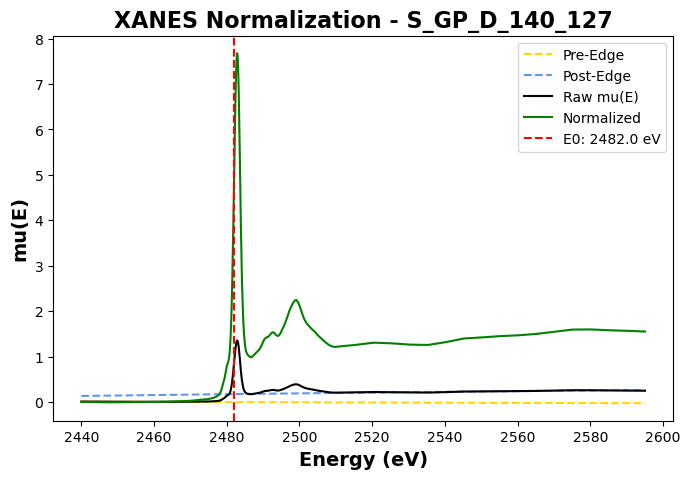 XANES Normalization - S_GP_D_140_127
mu(E)
8
7
6
5
4
3
2
1
0
Pre-Edge
Post-Edge
Raw mu(E)
Normalized
E0: 2482.0 eV
2440 2460 2480 2500 2520 2540 2560 2580 2600
Energy (eV)